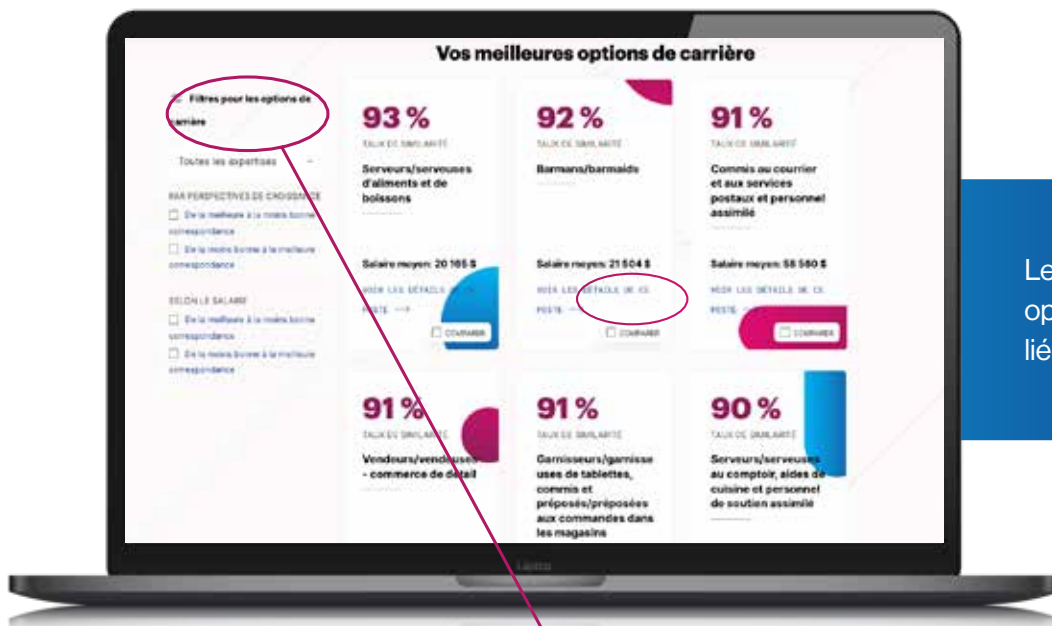 Vos meilleures options de carrière
Filtres pour les options de
carrière
Toutes les expertises
PAR PERSPECTIVES DE CROISSANCE
De la meilleure à la moins bonne
correspondance
De la moins bonne à la meilleure
correspondance
SELON LE SALAIRE
De la meilleure à la moins bonne
correspondance
De la moins bonne à la meilleure
correspondance
93 %
TAUX DE SIMILARITÉ
Serveurs/serveuses
d'aliments et de
boissons
Salaire moyen: 20 165 $
VOIR LES DÉTAILS DE CE
POSTE →
COMPARER
92 %
TAUX DE SIMILARITÉ
Barmans/barmaids
Salaire moyen: 21 504 $
VOIR LES DÉTAILS DE CE
POSTE →
COMPARER
91 %
TAUX DE SIMILARITÉ
Commis au courrier
et aux services
postaux et personnel
assimilé
Salaire moyen: 58 560 $
VOIR LES DÉTAILS DE CE
POSTE →
COMPARER
91 %
TAUX DE SIMILARITÉ
Vendeurs/vendeuses
- commerce de détail
91 %
TAUX DE SIMILARITÉ
Garnisseurs/garnisse
uses de tablettes,
commis et
préposés/préposées
aux commandes dans
les magasins
90 %
TAUX DE SIMILARITÉ
Serveurs/serveuses
au comptoir, aides de
cuisine et personnel
de soutien assimilé
Le
op
lié